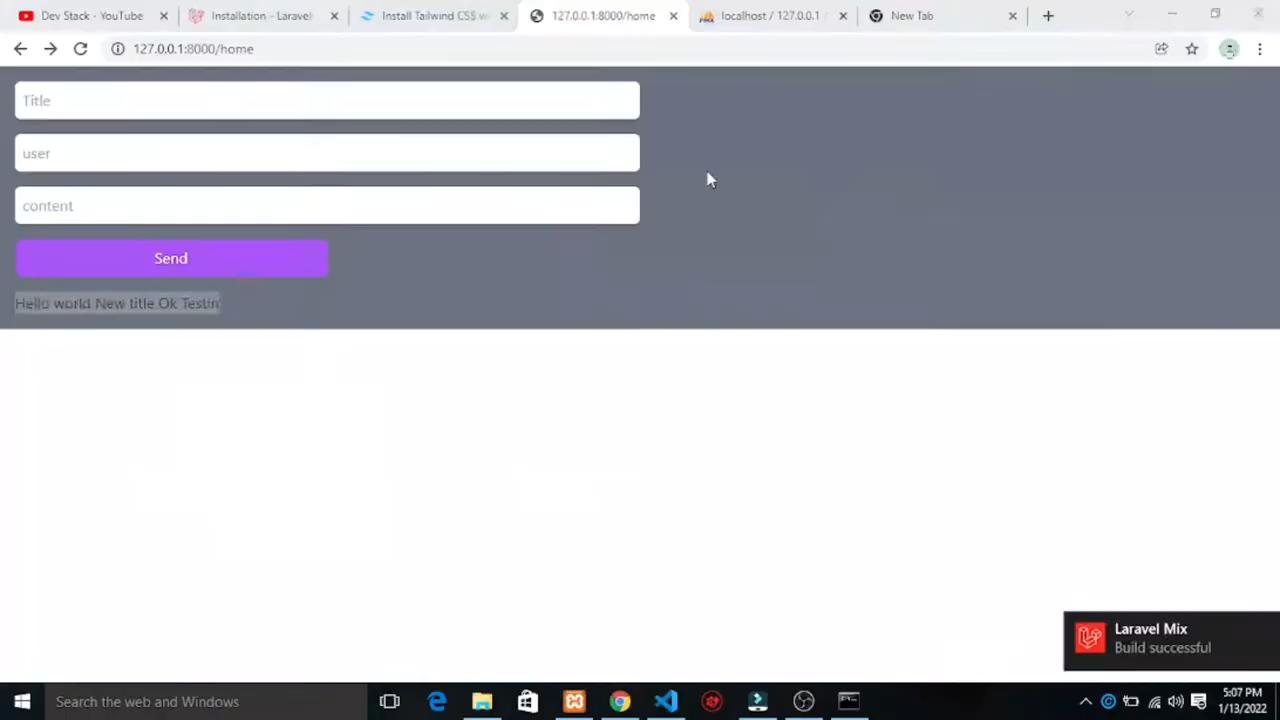 Dev Stack - YouTube
Installation - Laravel
Install Tailwind CSS w
127.0.0.1:8000/home
localhost / 127.0.0.1
New Tab
127.0.0.1:8000/home
Title
user
content
Send
Hello world New title Ok Testin
Laravel Mix
Build successful
Search the web and Windows
5:07 PM
1/13/2022